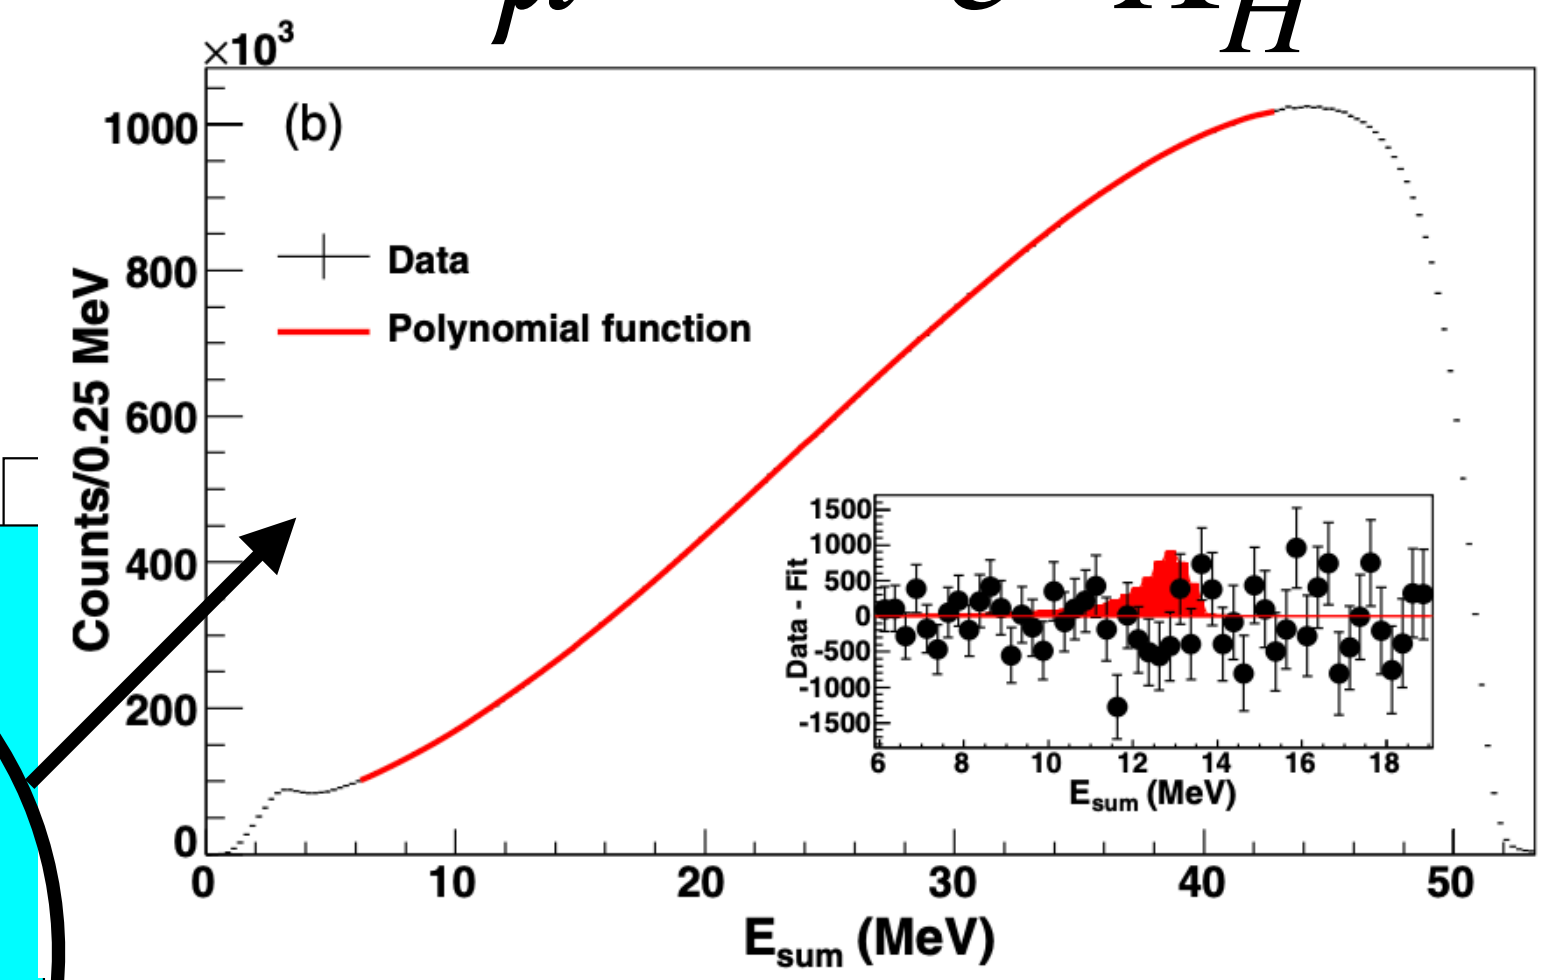 ×10³
(b)
1000
800
600
400
200
0
Counts/0.25 MeV
Data
Polynomial function
1500
1000
500
0
-500
-1000
-1500
Data - Fit
6 8 10 12 14 16 18
E_sum (MeV)
0 10 20 30 40 50
E_sum (MeV)